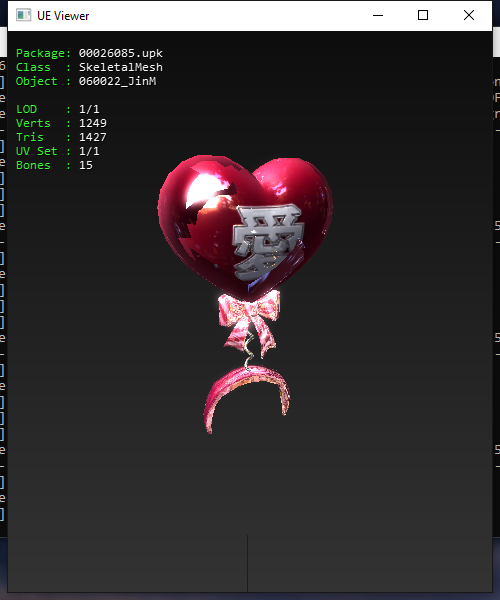 UE Viewer
Package: 00026085.upk
Class  : SkeletalMesh
Object : 060022_JinM
LOD    : 1/1
Verts  : 1249
Tris   : 1427
UV Set : 1/1
Bones  : 15
愛